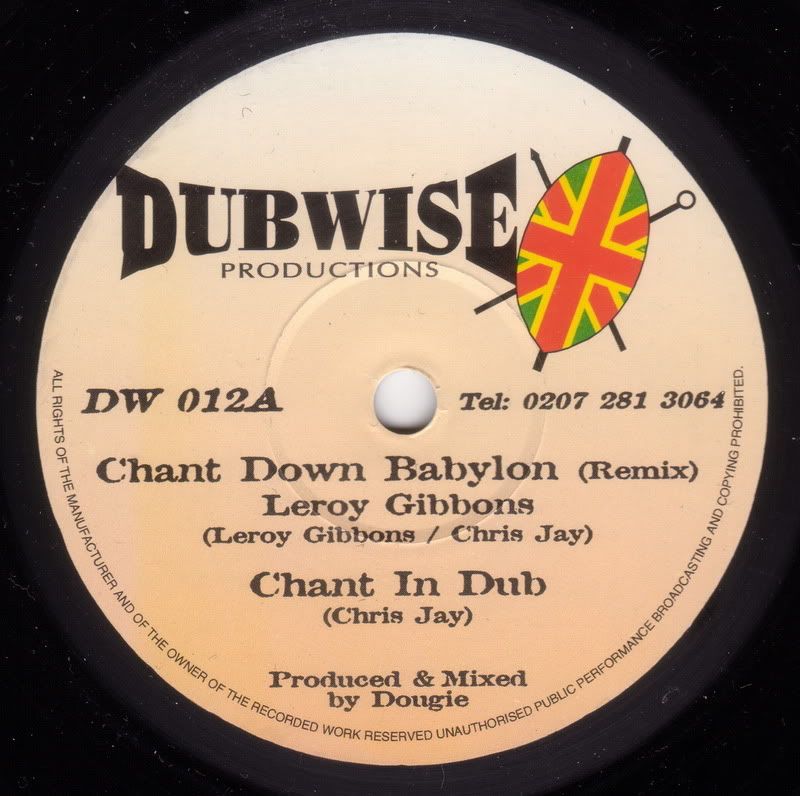 DUBWISE
PRODUCTIONS
DW 012A
Tel: 0207 281 3064
Chant Down Babylon (Remix)
Leroy Gibbons
(Leroy Gibbons / Chris Jay)
Chant In Dub
(Chris Jay)
Produced & Mixed
by Dougie
ALL RIGHTS OF THE MANUFACTURER AND OF THE OWNER OF THE RECORDED WORK RESERVED UNAUTHORISED PUBLIC PERFORMANCE BROADCASTING AND COPYING PROHIBITED.